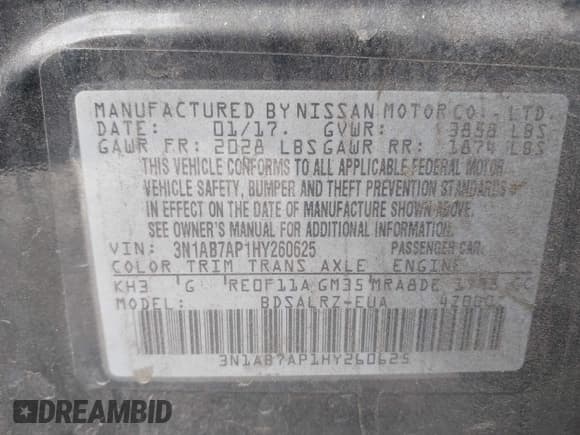 MANUFACTURED BY NISSAN MOTOR CO., LTD.
DATE: 01/17. GVWR: 3858 LBS
GAWR FR: 2028 LBS GAWR RR: 1874 LBS
THIS VEHICLE CONFORMS TO ALL APPLICABLE FEDERAL MOTOR
VEHICLE SAFETY, BUMPER AND THEFT PREVENTION STANDARDS
IN EFFECT ON THE DATE OF MANUFACTURE SHOWN ABOVE.
SEE OWNER'S MANUAL FOR ADDITIONAL INFORMATION.
VIN: 3N1AB7AP1HY260625 PASSENGER CAR.
COLOR TRIM TRANS AXLE ENGINE
KH3 G RE0F11A GM35 MRA8DE CC
MODEL: BDSALRZ-EUA
3N1AB7AP1HY260625
DREAMBID